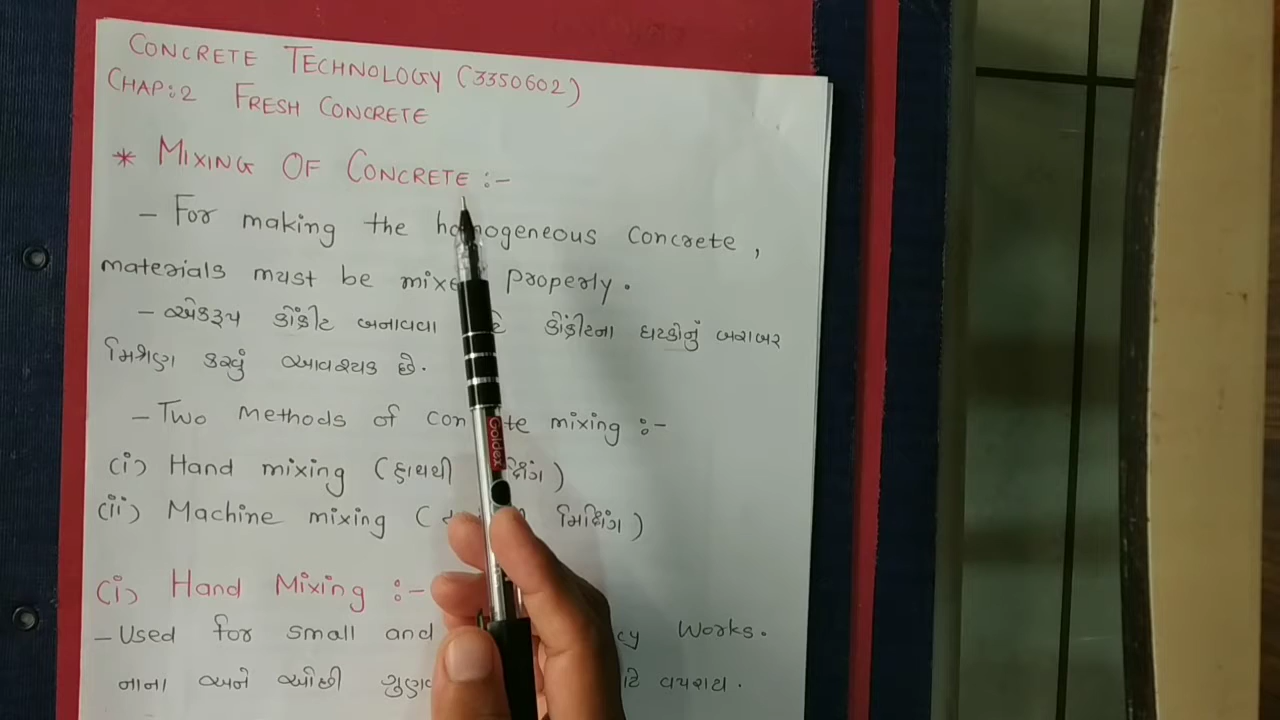 CONCRETE TECHNOLOGY (3350602)
CHAP:2 FRESH CONCRETE
* MIXING OF CONCRETE :-
- For making the homogeneous concrete,
materials must be mixed properly.
- એકરૂપ કોંક્રીટ બનાવવા કોંક્રીટના ઘટકોનું બરાબર
મિશ્રણ કરવું આવશ્યક છે.
- Two Methods of concrete mixing :-
(i) Hand mixing (હાથથી મિક્ષિંગ)
(ii) Machine mixing ( મિક્ષિંગ)
(i) Hand Mixing :-
- Used for small and works.
નાના અને ઓછી વપરાય.
Goldex